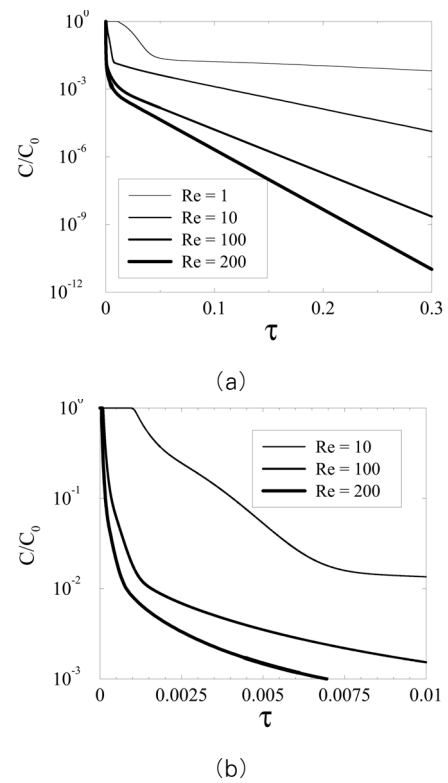 10⁰
10⁻³
10⁻⁶
10⁻⁹
10⁻¹²
C/C₀
Re = 1
Re = 10
Re = 100
Re = 200
0 0.1 0.2 0.3
τ
(a)
10⁰
10⁻¹
10⁻²
10⁻³
C/C₀
Re = 10
Re = 100
Re = 200
0 0.0025 0.005 0.0075 0.01
τ
(b)